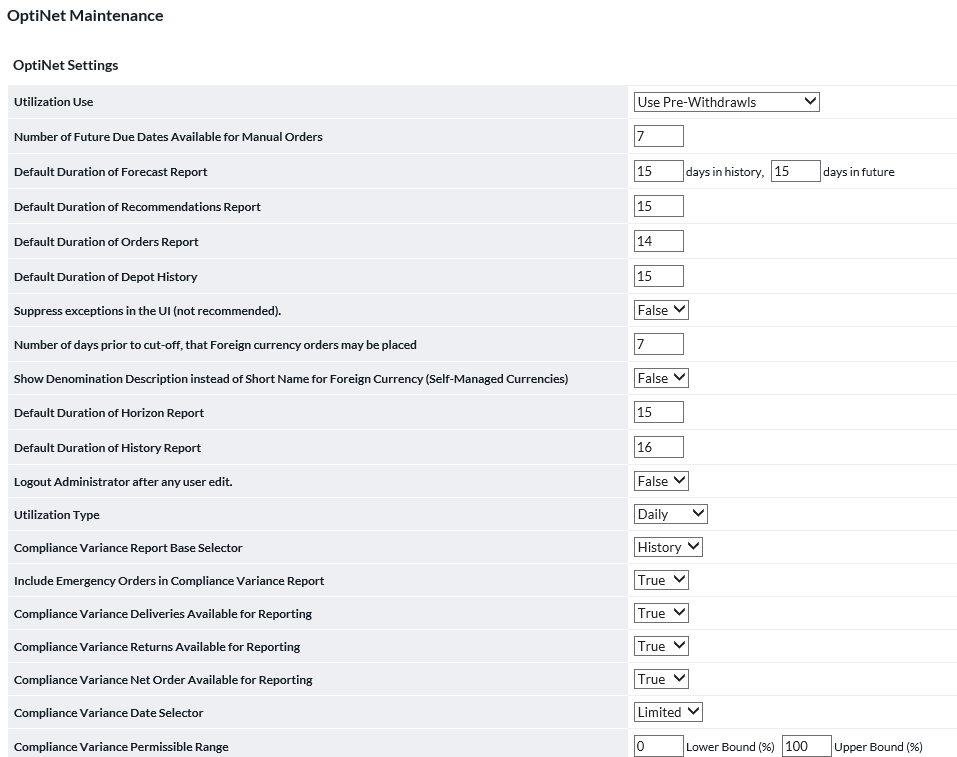 OptiNet Maintenance
OptiNet Settings
Utilization Use Use Pre-Withdrawls
Number of Future Due Dates Available for Manual Orders 7
Default Duration of Forecast Report 15 days in history, 15 days in future
Default Duration of Recommendations Report 15
Default Duration of Orders Report 14
Default Duration of Depot History 15
Suppress exceptions in the UI (not recommended). False
Number of days prior to cut-off, that Foreign currency orders may be placed 7
Show Denomination Description instead of Short Name for Foreign Currency (Self-Managed Currencies) False
Default Duration of Horizon Report 15
Default Duration of History Report 16
Logout Administrator after any user edit. False
Utilization Type Daily
Compliance Variance Report Base Selector History
Include Emergency Orders in Compliance Variance Report True
Compliance Variance Deliveries Available for Reporting True
Compliance Variance Returns Available for Reporting True
Compliance Variance Net Order Available for Reporting True
Compliance Variance Date Selector Limited
Compliance Variance Permissible Range 0 Lower Bound (%) 100 Upper Bound (%)